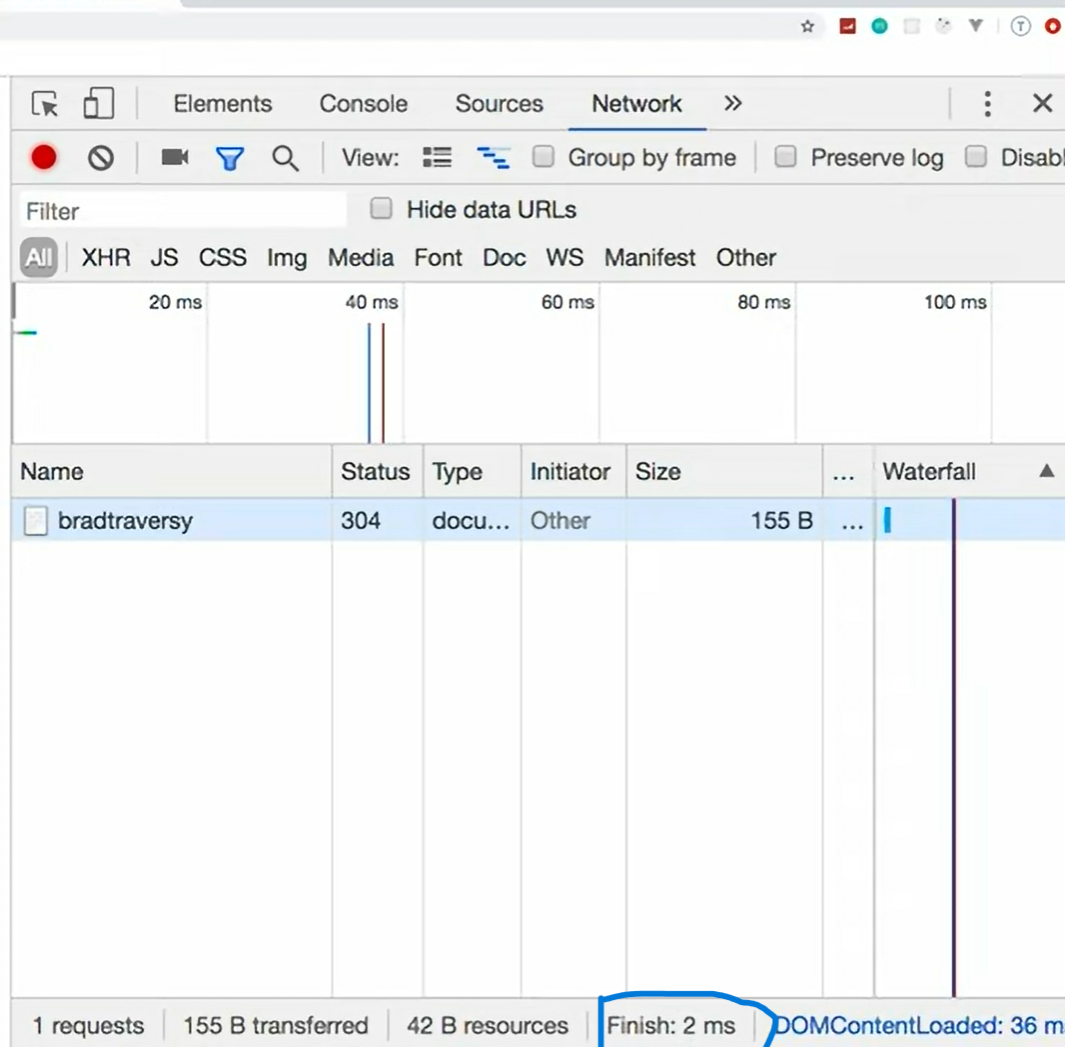 Elements Console Sources Network »
View: Group by frame Preserve log Disabl
Filter Hide data URLs
All XHR JS CSS Img Media Font Doc WS Manifest Other
20 ms 40 ms 60 ms 80 ms 100 ms
Name Status Type Initiator Size ... Waterfall ▲
bradtraversy 304 docu... Other 155 B ...
1 requests 155 B transferred 42 B resources Finish: 2 ms DOMContentLoaded: 36 m